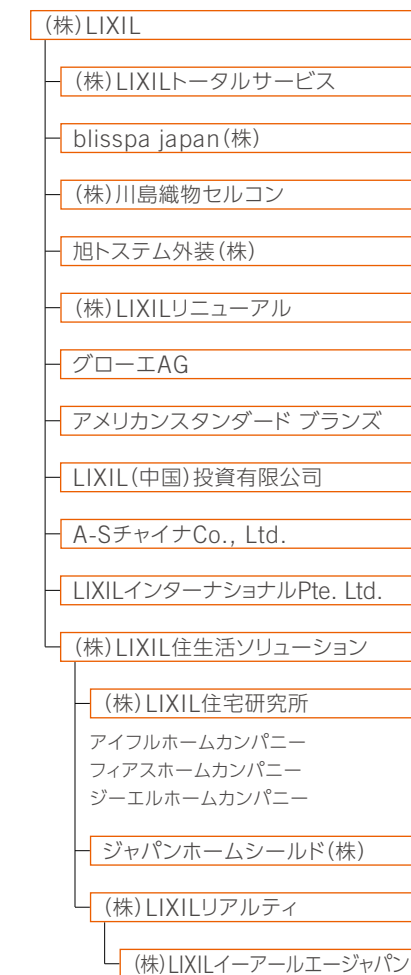 (株)LIXIL
(株)LIXILトータルサービス
blisspa japan(株)
(株)川島織物セルコン
旭トステム外装(株)
(株)LIXILリニューアル
グローエAG
アメリカンスタンダード ブランズ
LIXIL(中国)投資有限公司
A-SチャイナCo., Ltd.
LIXILインターナショナルPte. Ltd.
(株)LIXIL住生活ソリューション
(株)LIXIL住宅研究所
アイフルホームカンパニー
フィアスホームカンパニー
ジーエルホームカンパニー
ジャパンホームシールド(株)
(株)LIXILリアルティ
(株)LIXILイーアールエージャパン